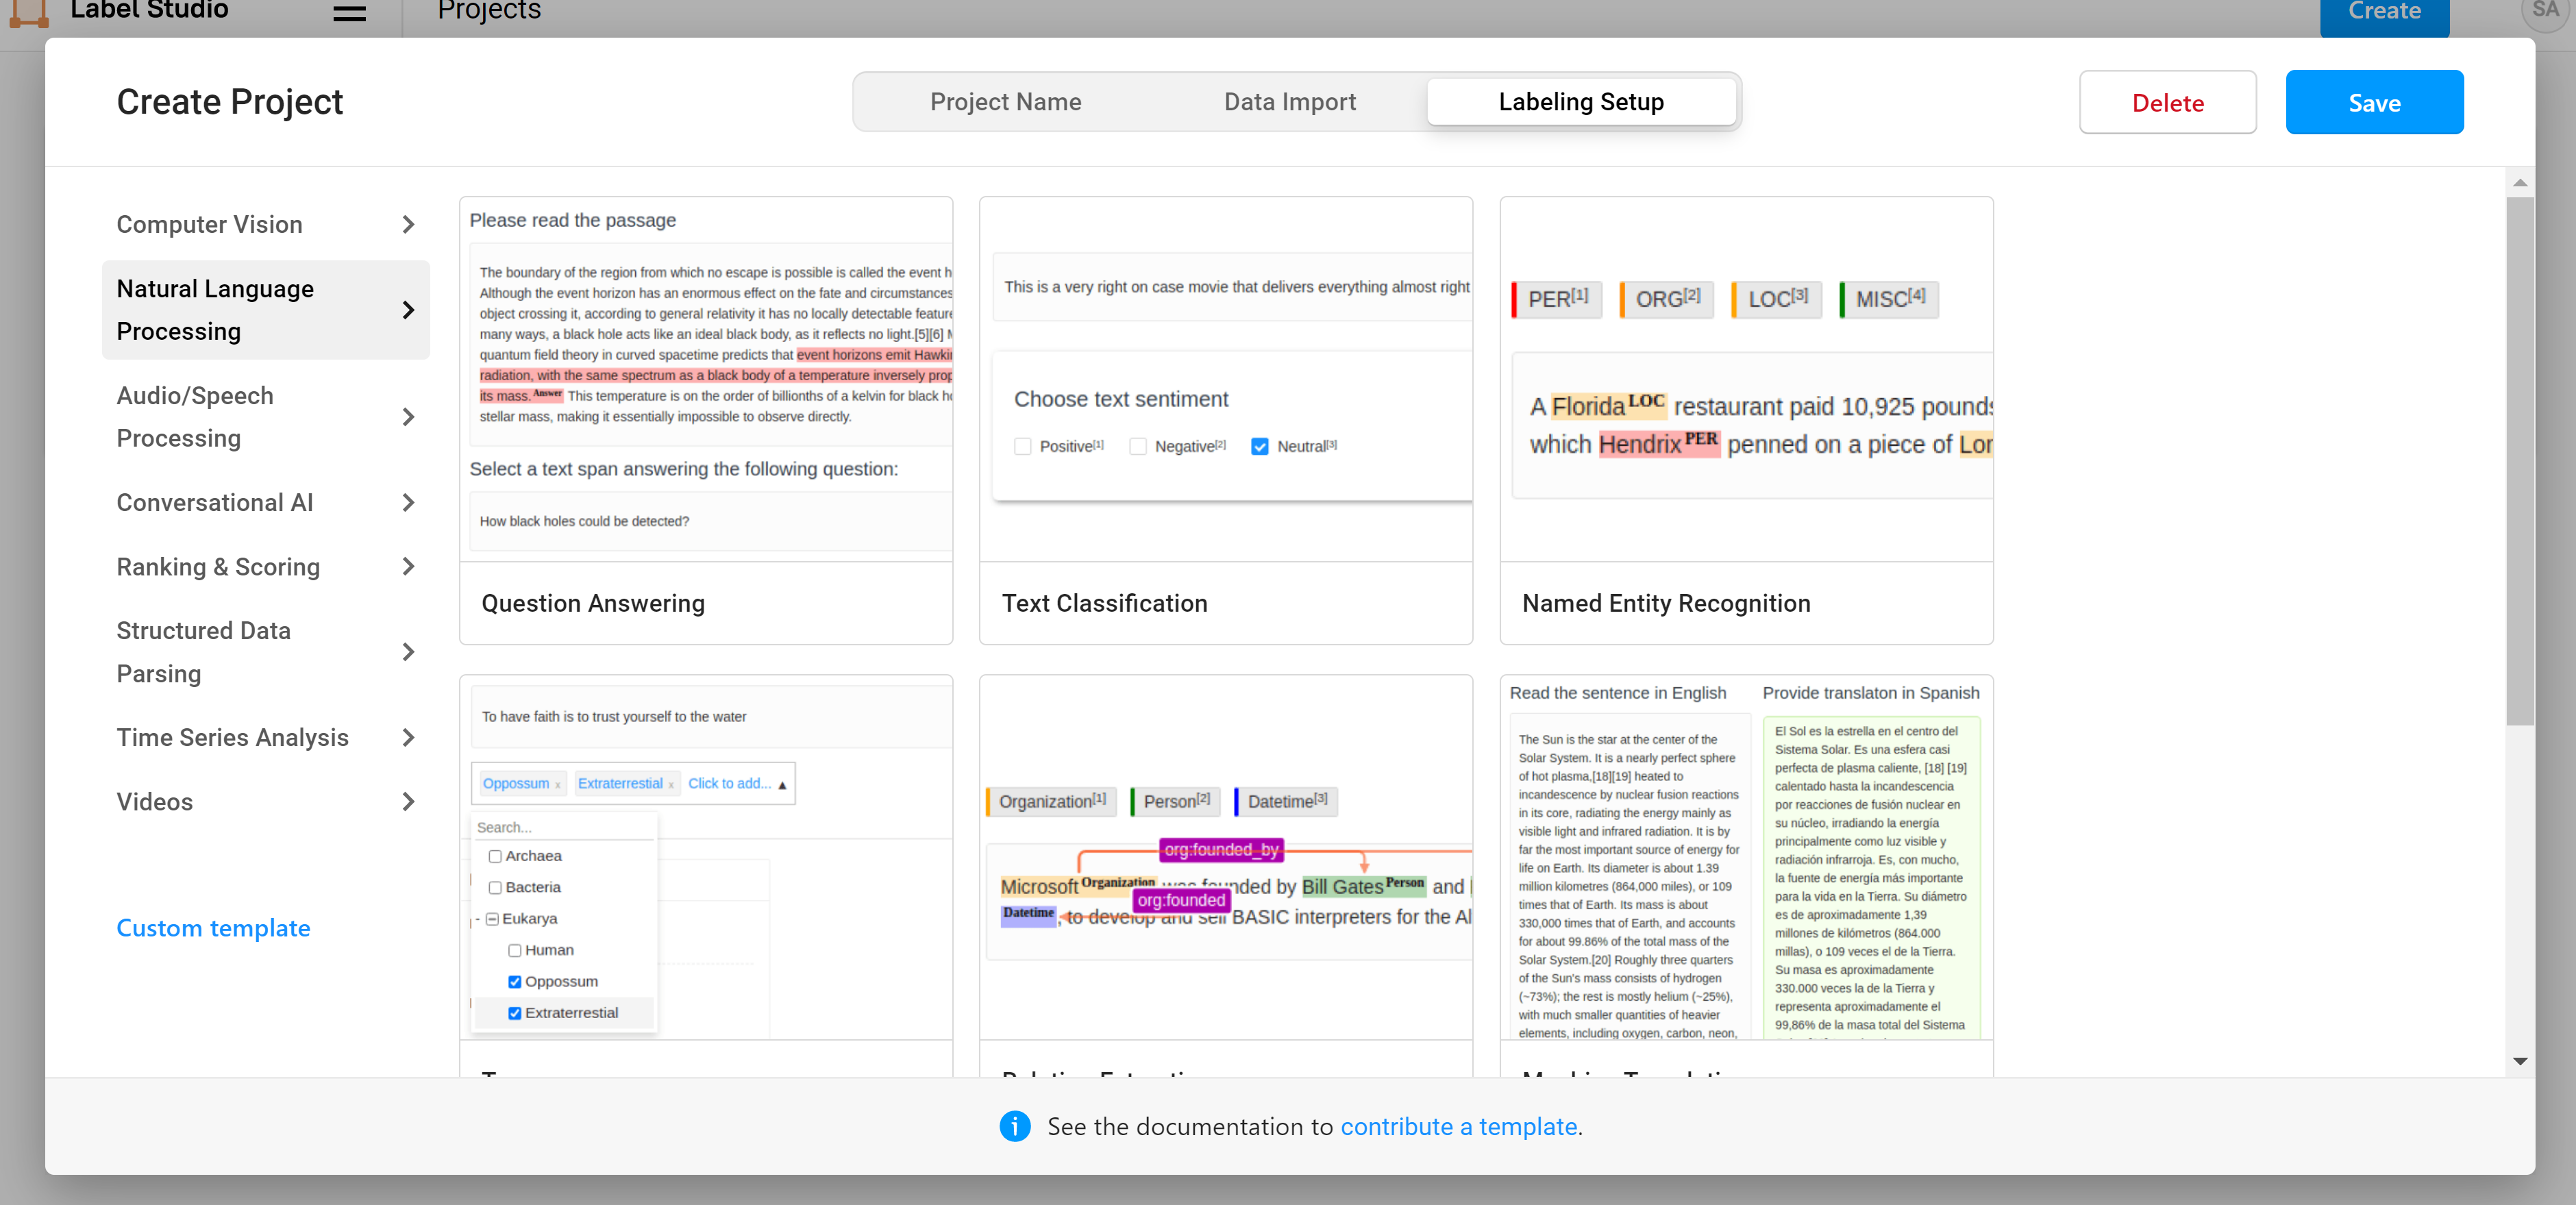 Label Studio
Projects
Create
SA
Create Project
Project Name
Data Import
Labeling Setup
Delete
Save
Computer Vision
Natural Language
Processing
Audio/Speech
Processing
Conversational AI
Ranking & Scoring
Structured Data
Parsing
Time Series Analysis
Videos
Custom template
Please read the passage
The boundary of the region from which no escape is possible is called the event h
Although the event horizon has an enormous effect on the fate and circumstances
object crossing it, according to general relativity it has no locally detectable feature
many ways, a black hole acts like an ideal black body, as it reflects no light.[5][6] M
quantum field theory in curved spacetime predicts that event horizons emit Hawkin
radiation, with the same spectrum as a black body of a temperature inversely prop
its mass. Answer This temperature is on the order of billionths of a kelvin for black ho
stellar mass, making it essentially impossible to observe directly.
Select a text span answering the following question:
How black holes could be detected?
Question Answering
This is a very right on case movie that delivers everything almost right
Choose text sentiment
Positive[1] Negative[2] Neutral[3]
Text Classification
PER[1] ORG[2] LOC[3] MISC[4]
A Florida LOC restaurant paid 10,925 pounds
which Hendrix PER penned on a piece of Lor
Named Entity Recognition
To have faith is to trust yourself to the water
Oppossum x Extraterrestial x Click to add...
Search...
Archaea
Bacteria
- Eukarya
Human
Oppossum
Extraterrestial
Organization[1] Person[2] Datetime[3]
org:founded_by
Microsoft Organization was founded by Bill Gates Person and
org:founded
Datetime , to develop and sell BASIC interpreters for the Al
Read the sentence in English
The Sun is the star at the center of the
Solar System. It is a nearly perfect sphere
of hot plasma,[18][19] heated to
incandescence by nuclear fusion reactions
in its core, radiating the energy mainly as
visible light and infrared radiation. It is by
far the most important source of energy for
life on Earth. Its diameter is about 1.39
million kilometres (864,000 miles), or 109
times that of Earth. Its mass is about
330,000 times that of Earth, and accounts
for about 99.86% of the total mass of the
Solar System.[20] Roughly three quarters
of the Sun's mass consists of hydrogen
(~73%); the rest is mostly helium (~25%),
with much smaller quantities of heavier
elements, including oxygen, carbon, neon,
Provide translaton in Spanish
El Sol es la estrella en el centro del
Sistema Solar. Es una esfera casi
perfecta de plasma caliente, [18] [19]
calentado hasta la incandescencia
por reacciones de fusión nuclear en
su núcleo, irradiando la energía
principalmente como luz visible y
radiación infrarroja. Es, con mucho,
la fuente de energía más importante
para la vida en la Tierra. Su diámetro
es de aproximadamente 1,39
millones de kilómetros (864.000
millas), o 109 veces el de la Tierra.
Su masa es aproximadamente
330.000 veces la de la Tierra y
representa aproximadamente el
99,86% de la masa total del Sistema
See the documentation to contribute a template.